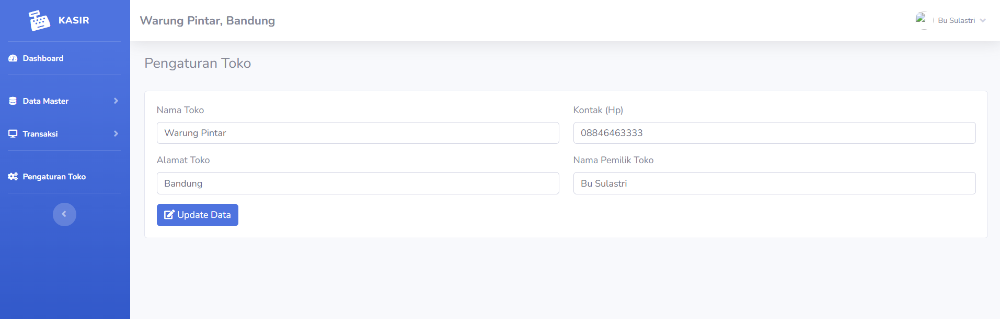 KASIR
Dashboard
Data Master
Transaksi
Pengaturan Toko
Warung Pintar, Bandung
Bu Sulastri
Pengaturan Toko
Nama Toko
Warung Pintar
Kontak (Hp)
08846463333
Alamat Toko
Bandung
Nama Pemilik Toko
Bu Sulastri
Update Data